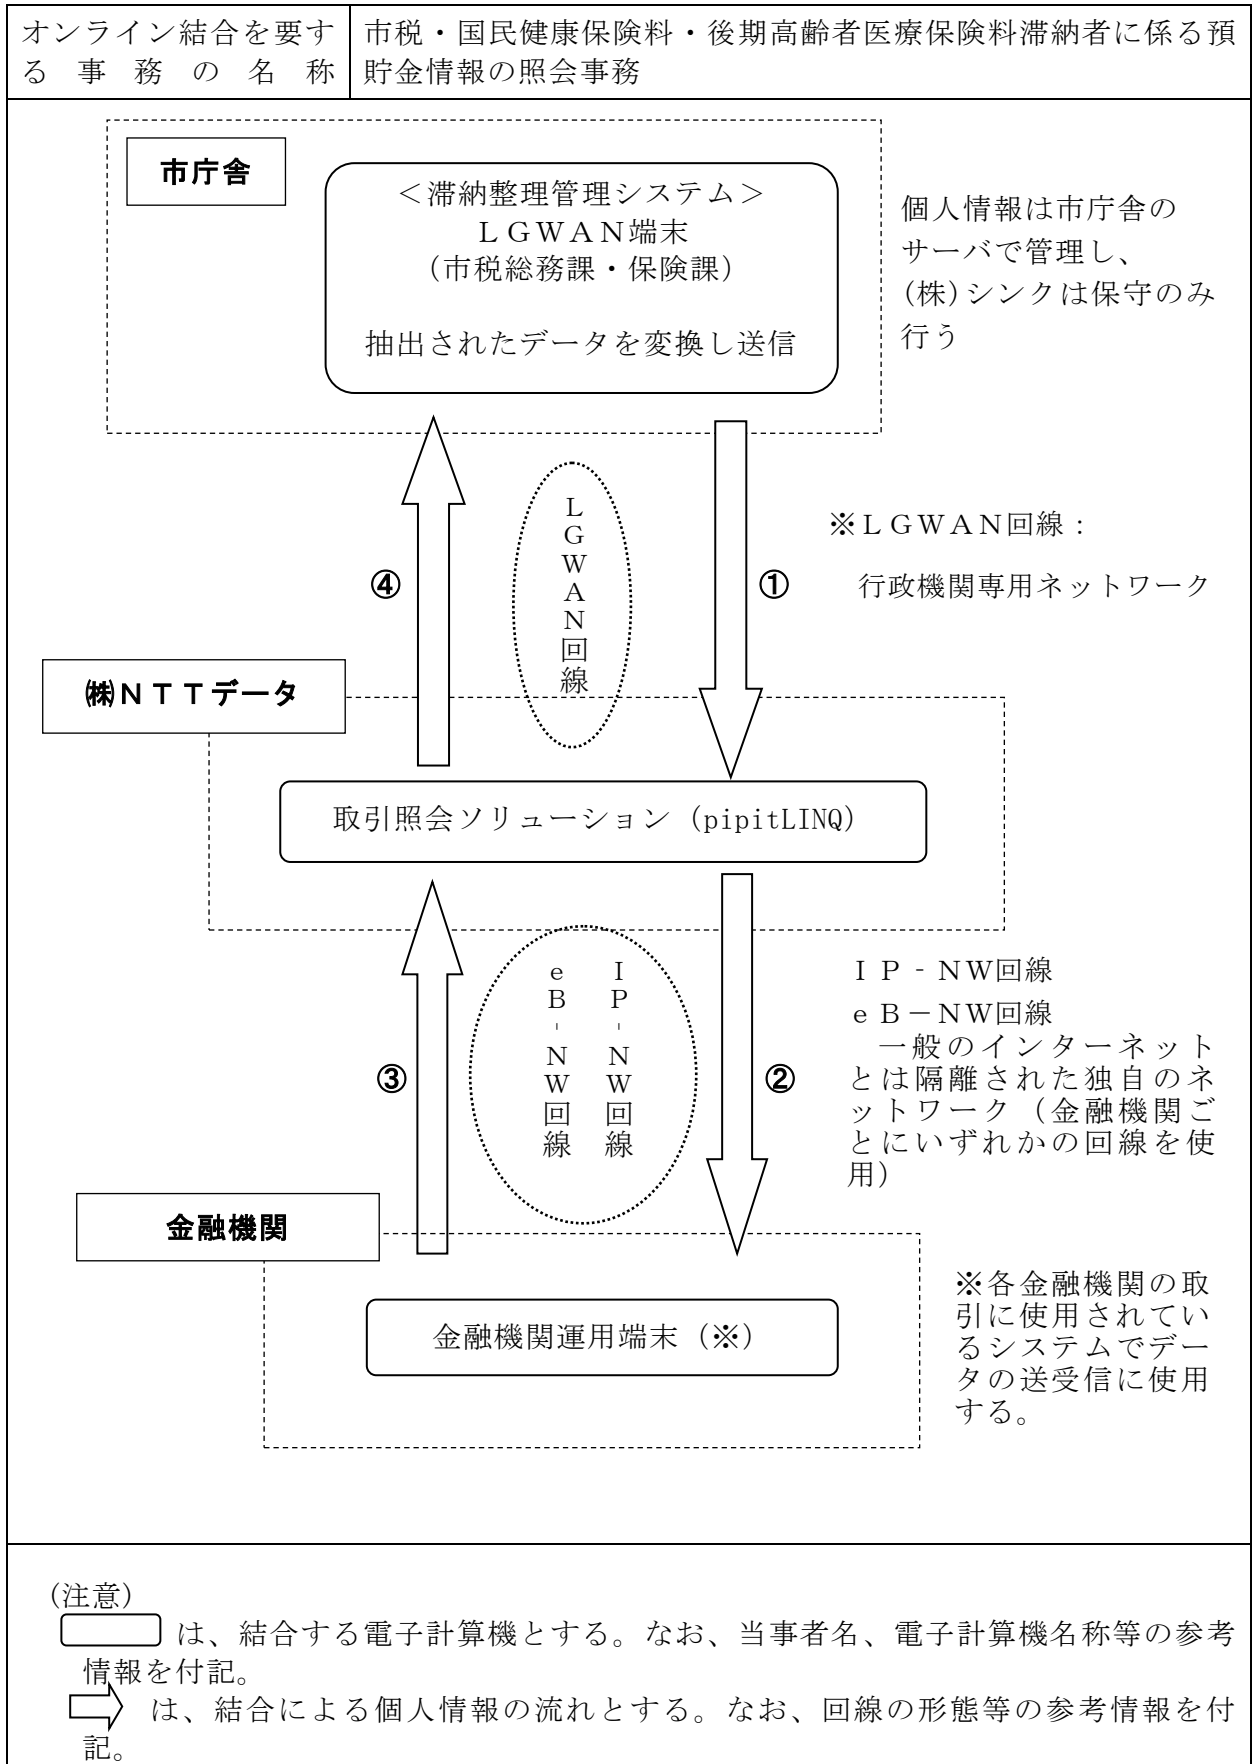 オンライン結合を要す
る事務の名称
市税・国民健康保険料・後期高齢者医療保険料滞納者に係る預
貯金情報の照会事務
市庁舎
＜滞納整理管理システム＞
ＬＧＷＡＮ端末
（市税総務課・保険課）
抽出されたデータを変換し送信
個人情報は市庁舎の
サーバで管理し、
(株)シンクは保守のみ
行う
④
ＬＧＷＡＮ回線
①
※ＬＧＷＡＮ回線：
行政機関専用ネットワーク
㈱ＮＴＴデータ
取引照会ソリューション（pipitLINQ）
③
ｅＢ-ＮＷ回線
ＩＰ-ＮＷ回線
②
ＩＰ‐ＮＷ回線
ｅＢ－ＮＷ回線
一般のインターネット
とは隔離された独自のネ
ットワーク（金融機関ご
とにいずれかの回線を使
用）
金融機関
金融機関運用端末（※）
※各金融機関の取
引に使用されてい
るシステムでデー
タの送受信に使用
する。
（注意）
は、結合する電子計算機とする。なお、当事者名、電子計算機名称等の参考
情報を付記。
は、結合による個人情報の流れとする。なお、回線の形態等の参考情報を付
記。